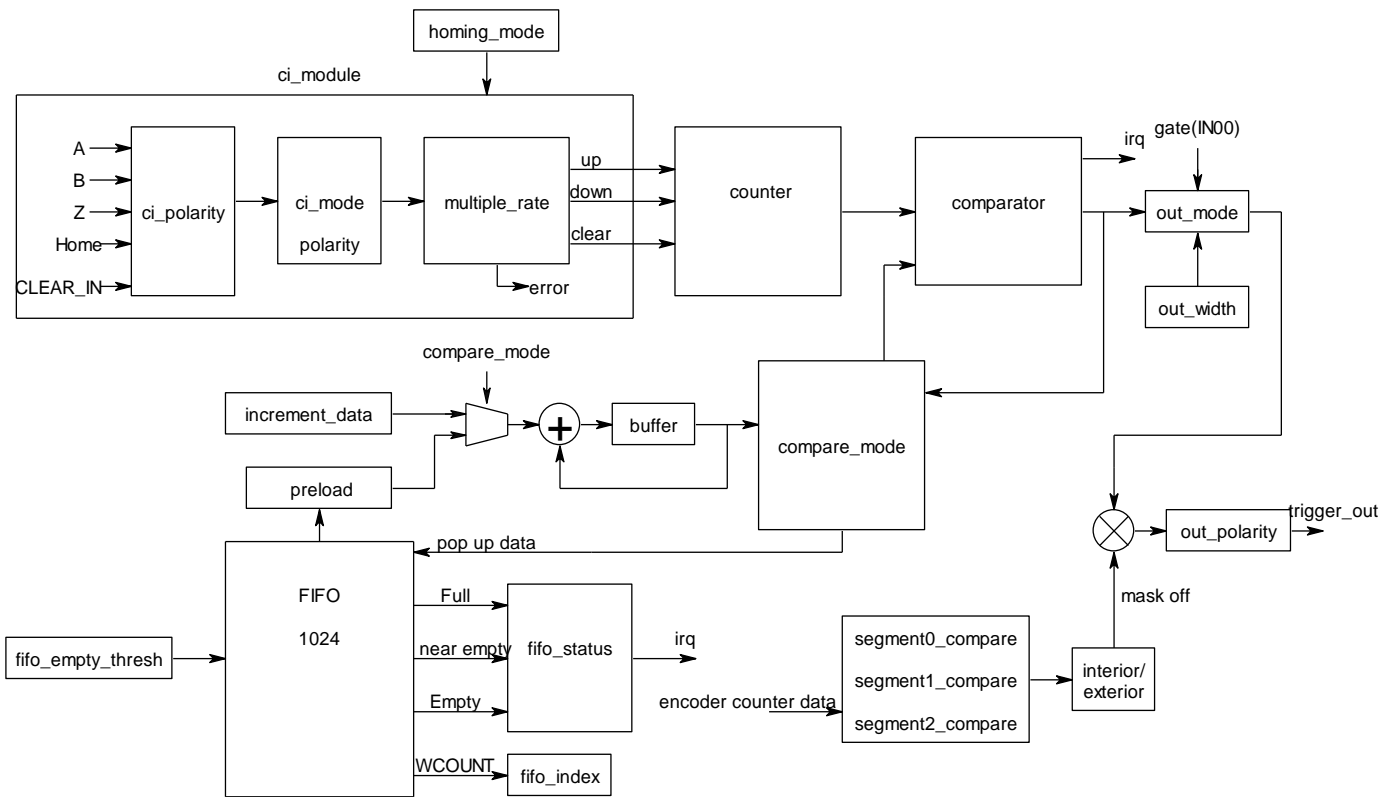 homing_mode
ci_module
A
B
Z
Home
CLEAR_IN
ci_polarity
ci_mode
polarity
multiple_rate
up
down
clear
error
counter
comparator
irq
gate(IN00)
out_mode
out_width
compare_mode
increment_data
+
buffer
compare_mode
preload
pop up data
FIFO
1024
fifo_empty_thresh
Full
near empty
Empty
WCOUNT
fifo_status
irq
fifo_index
encoder counter data
segment0_compare
segment1_compare
segment2_compare
interior/
exterior
mask off
out_polarity
trigger_out